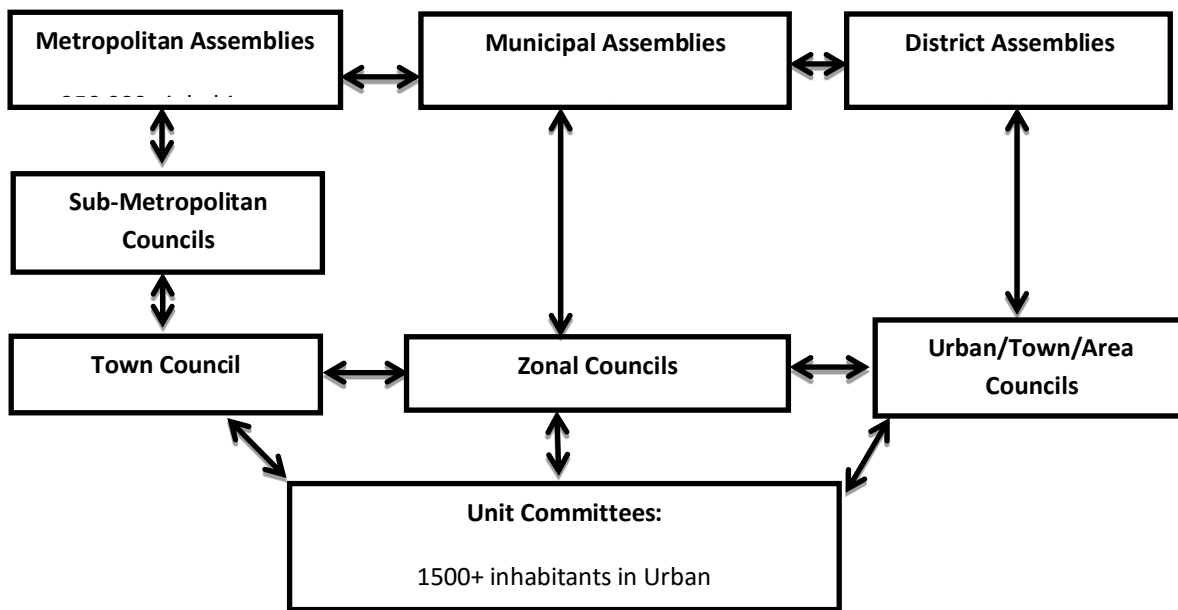 Metropolitan Assemblies
Municipal Assemblies
District Assemblies
Sub-Metropolitan
Councils
Town Council
Zonal Councils
Urban/Town/Area
Councils
Unit Committees:
1500+ inhabitants in Urban